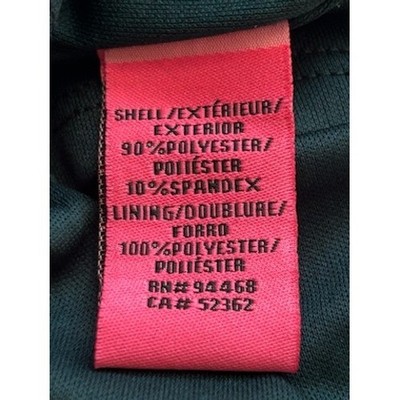 SHELL/EXTÉRIEUR/
EXTERIOR
90%POLYESTER/
POLIÉSTER
10%SPANDEX
LINING/DOUBLURE/
FORRO
100%POLYESTER/
POLIÉSTER
RN# 94468
CA# 52362